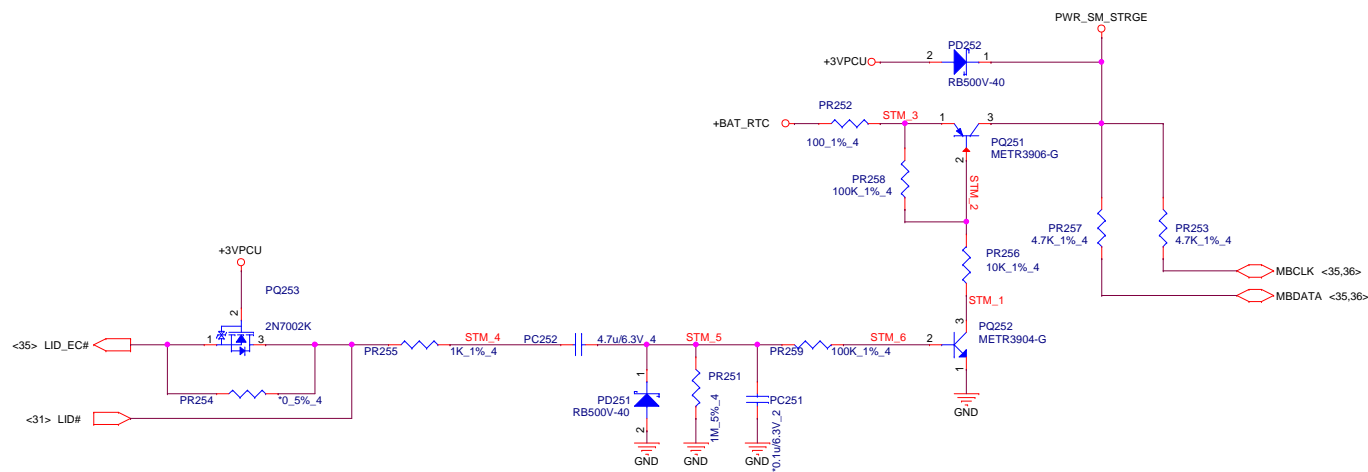 PWR_SM_STRGE
PD252
+3VPCU
2
1
RB500V-40
PR252
STM_3
+BAT_RTC
1
3
100_1%_4
PQ251
METR3906-G
2
PR258
100K_1%_4
STM_2
PR257
4.7K_1%_4
PR253
4.7K_1%_4
+3VPCU
PR256
10K_1%_4
MBCLK <35,36>
PQ253
MBDATA <35,36>
2
STM_1
2N7002K
3
PQ252
METR3904-G
<35> LID_EC#
1
3
STM_4
PC252
4.7u/6.3V_4
STM_5
STM_6
2
PR255
1K_1%_4
PR259
100K_1%_4
1
PR254
*0_5%_4
1
PR251
1M_5%_4
PD251
RB500V-40
PC251
*0.1u/6.3V_2
GND
<31> LID#
2
GND
GND
GND